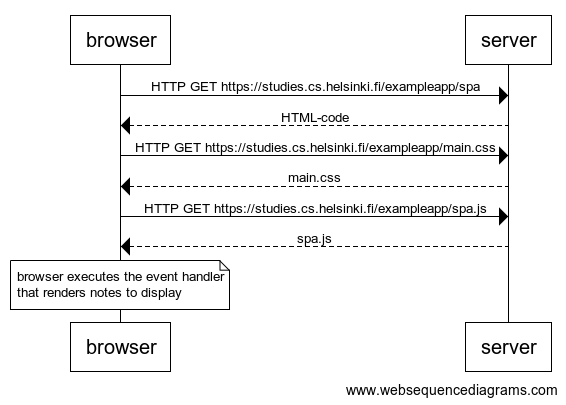 browser
server
HTTP GET https://studies.cs.helsinki.fi/exampleapp/spa
HTML-code
HTTP GET https://studies.cs.helsinki.fi/exampleapp/main.css
main.css
HTTP GET https://studies.cs.helsinki.fi/exampleapp/spa.js
spa.js
browser executes the event handler
that renders notes to display
browser
server
www.websequencediagrams.com